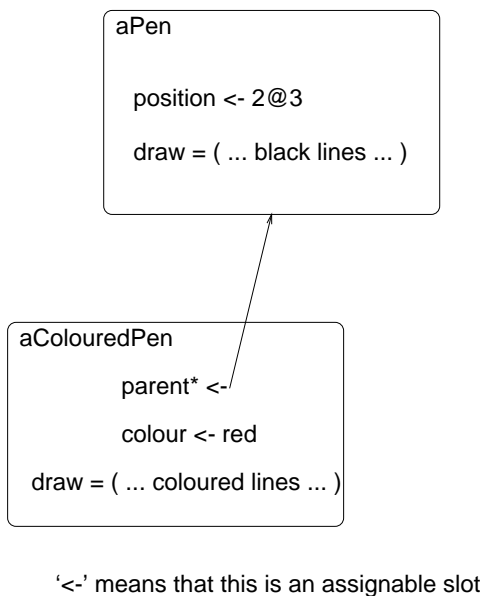 aPen
position <- 2@3
draw = ( ... black lines ... )
aColouredPen
parent* <-
colour <- red
draw = ( ... coloured lines ... )
‘<-’ means that this is an assignable slot